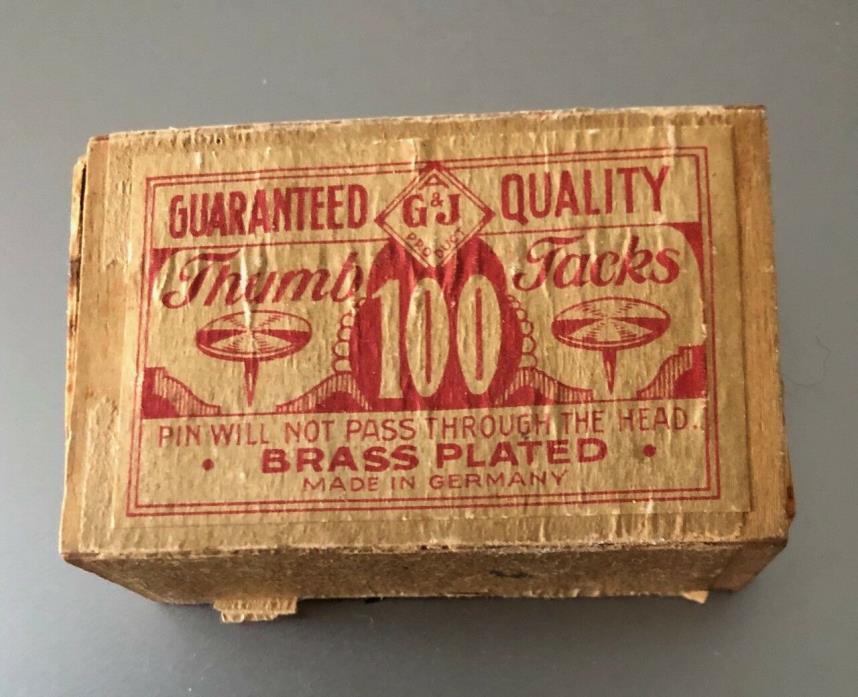 GUARANTEED QUALITY
A
G&J
PRODUCT
Thumb Tacks
100
PIN WILL NOT PASS THROUGH THE HEAD.
• BRASS PLATED •
MADE IN GERMANY